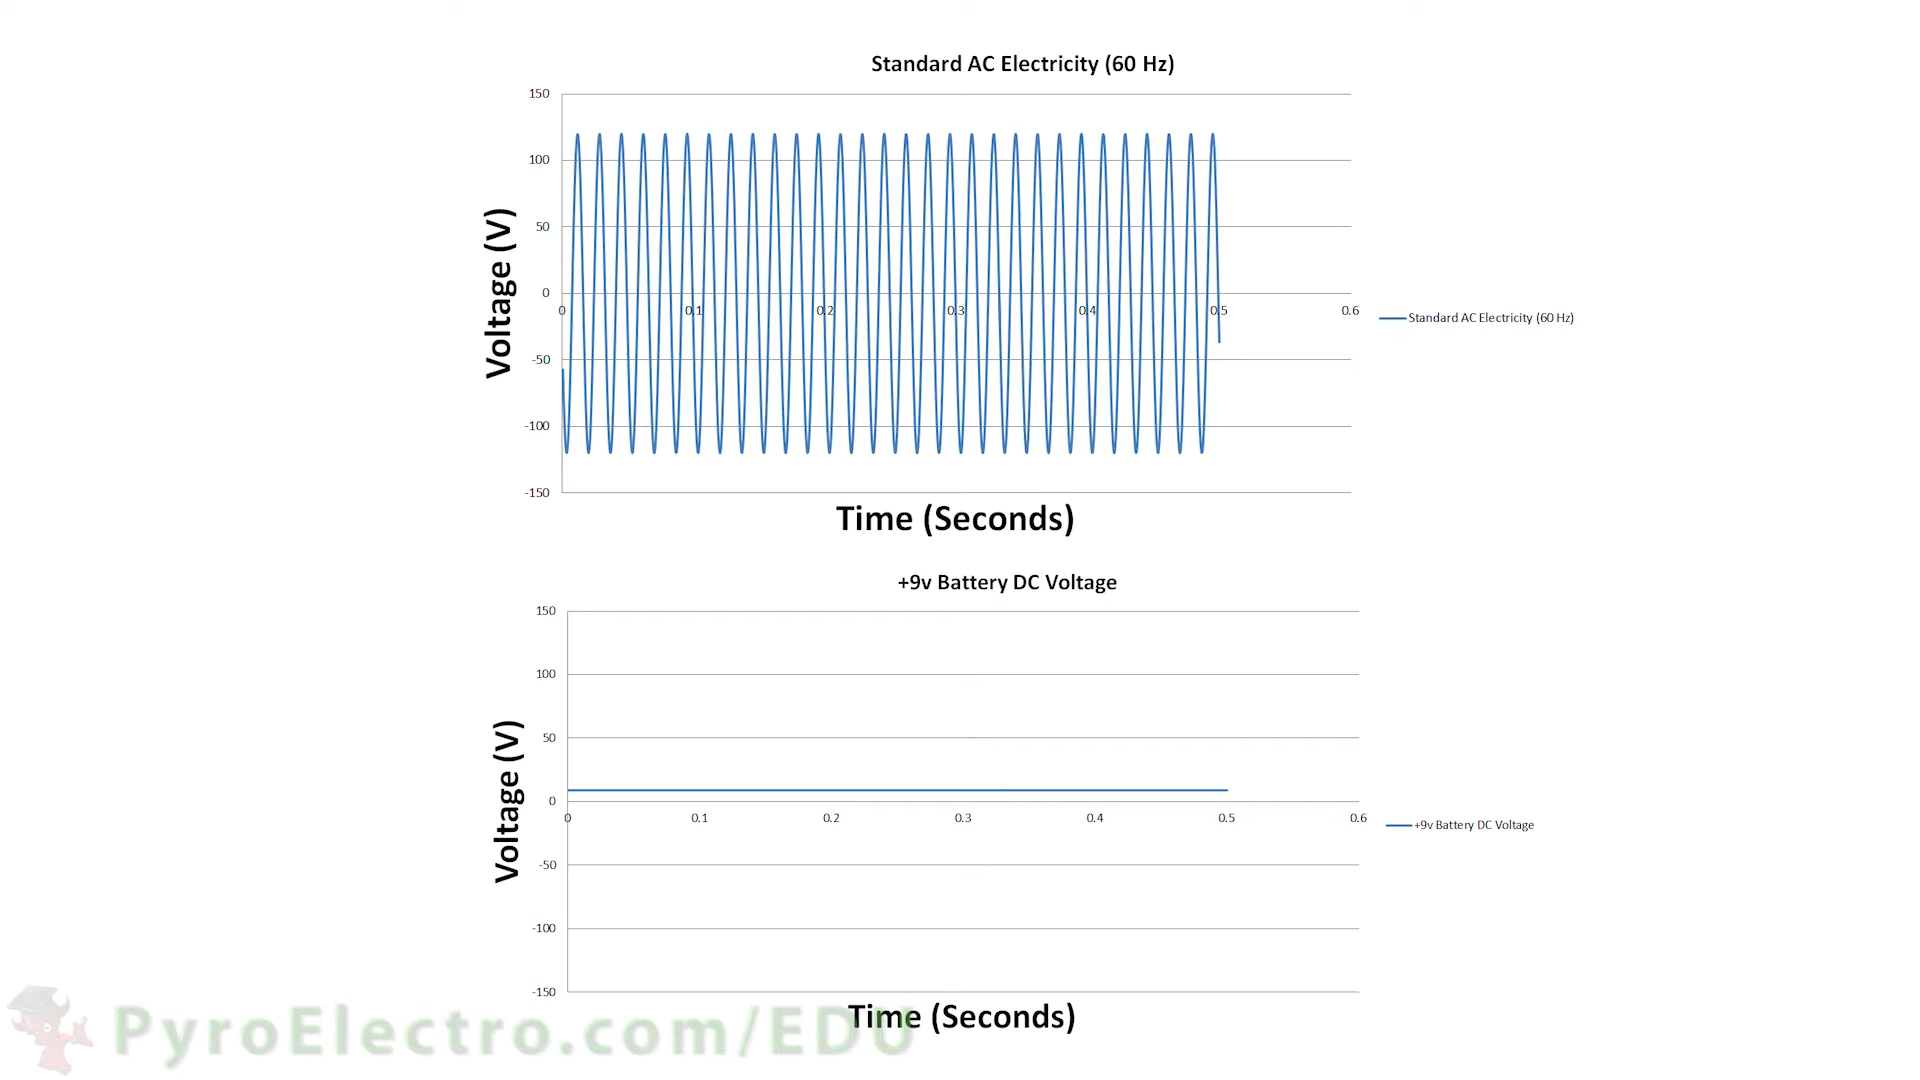 Standard AC Electricity (60 Hz)
150
100
50
0
-50
-100
-150
Voltage (V)
0 0.1 0.2 0.3 0.4 0.5 0.6
Standard AC Electricity (60 Hz)
Time (Seconds)
+9v Battery DC Voltage
150
100
50
0
-50
-100
-150
Voltage (V)
0 0.1 0.2 0.3 0.4 0.5 0.6
+9v Battery DC Voltage
Time (Seconds)
PyroElectro.com/EDU